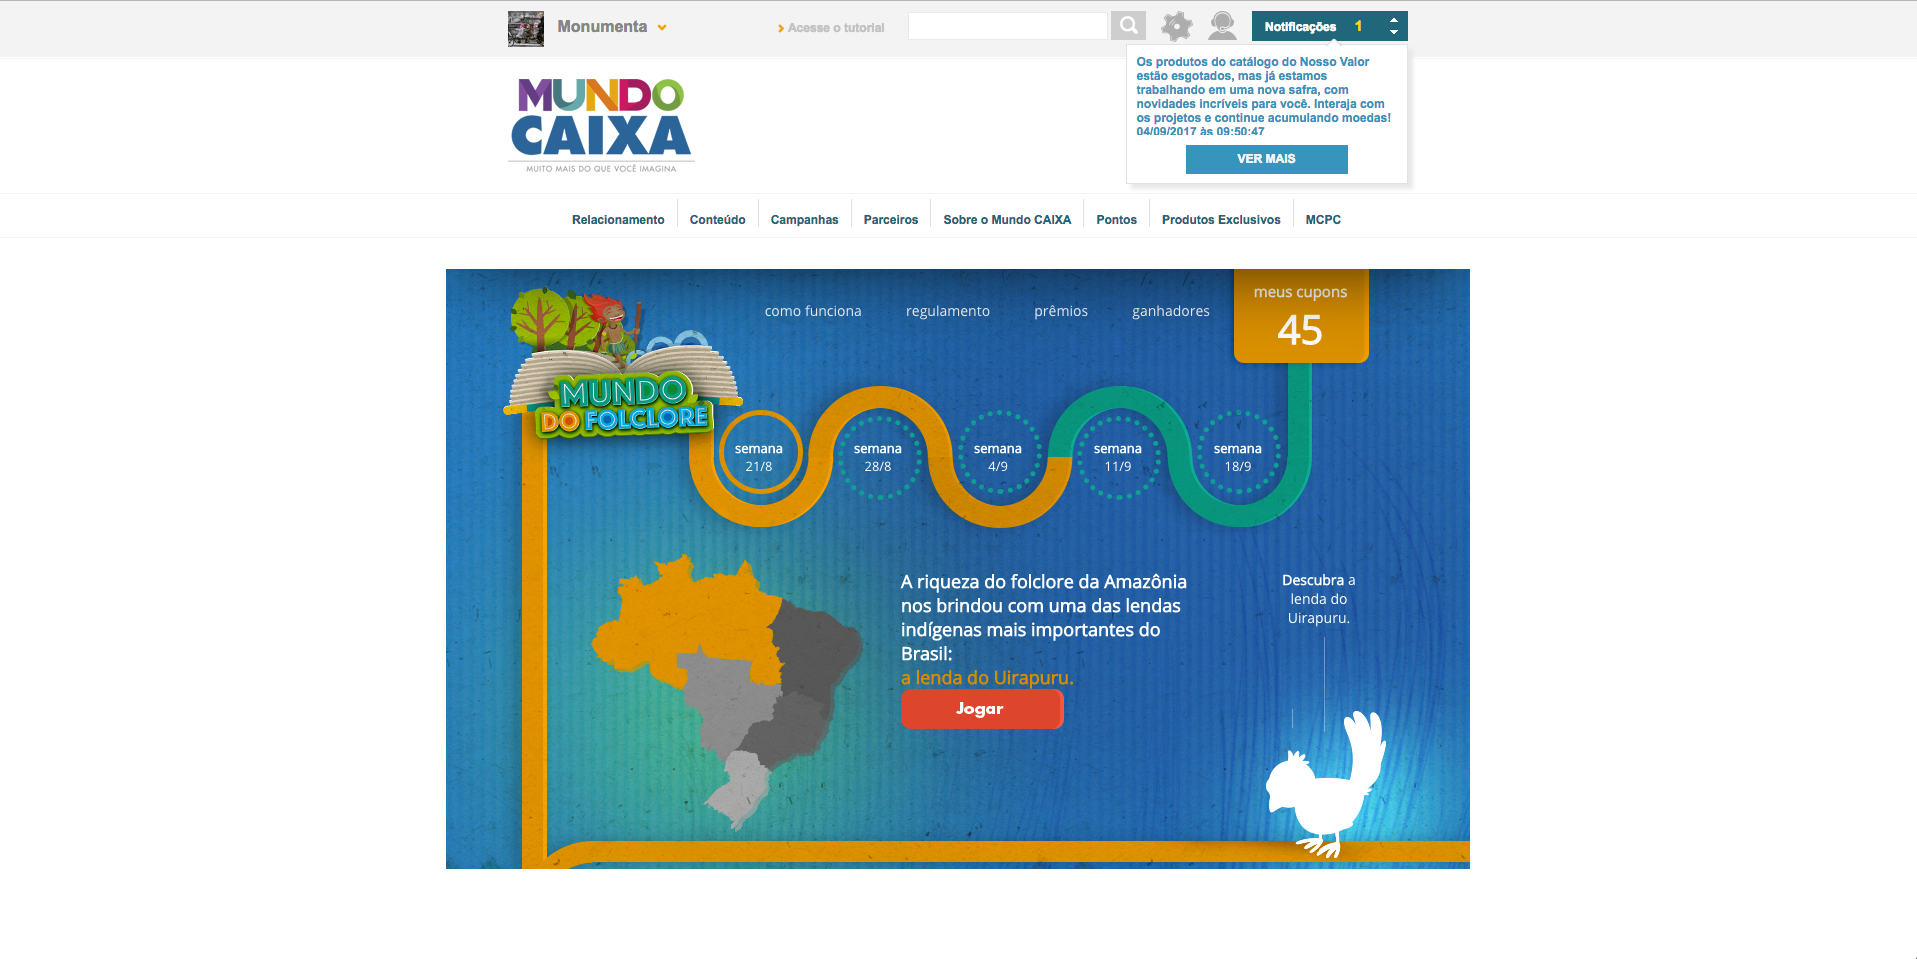 Monumenta
Acesse o tutorial
Notificações 1
Os produtos do catálogo do Nosso Valor
estão esgotados, mas já estamos
trabalhando em uma nova safra, com
novidades incríveis para você. Interaja com
os projetos e continue acumulando moedas!
04/09/2017 às 09:50:47
VER MAIS
MUNDO
CAIXA
MUITO MAIS DO QUE VOCÊ IMAGINA
Relacionamento Conteúdo Campanhas Parceiros Sobre o Mundo CAIXA Pontos Produtos Exclusivos MCPC
como funciona regulamento prêmios ganhadores
meus cupons
45
MUNDO
DO FOLCLORE
semana
21/8
semana
28/8
semana
4/9
semana
11/9
semana
18/9
A riqueza do folclore da Amazônia
nos brindou com uma das lendas
indígenas mais importantes do
Brasil:
a lenda do Uirapuru.
Jogar
Descubra a
lenda do
Uirapuru.